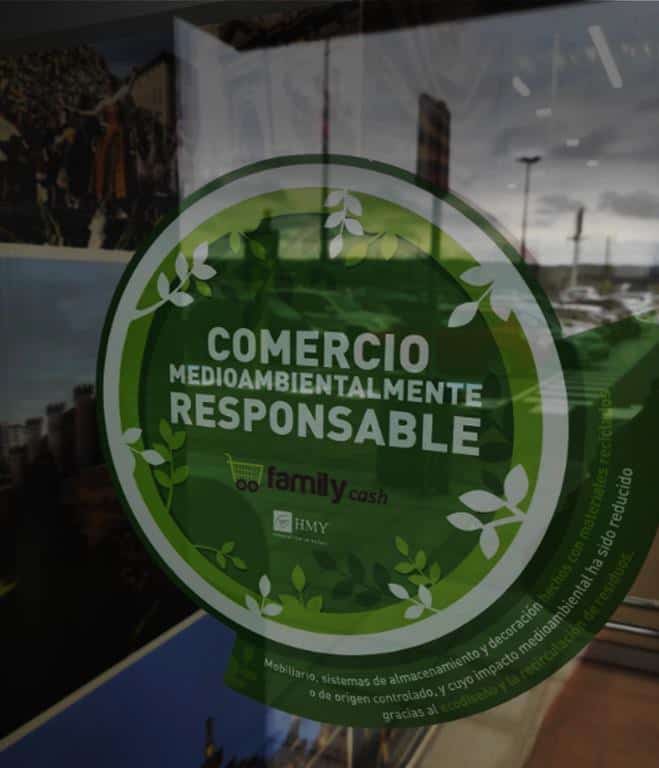 COMERCIO
MEDIOAMBIENTALMENTE
RESPONSABLE
family cash
HMY
Mobiliario, sistemas de almacenamiento y decoración hechos con materiales reciclados
o de origen controlado, y cuyo impacto medioambiental ha sido reducido
gracias al ecodiseño y la recirculación de residuos.